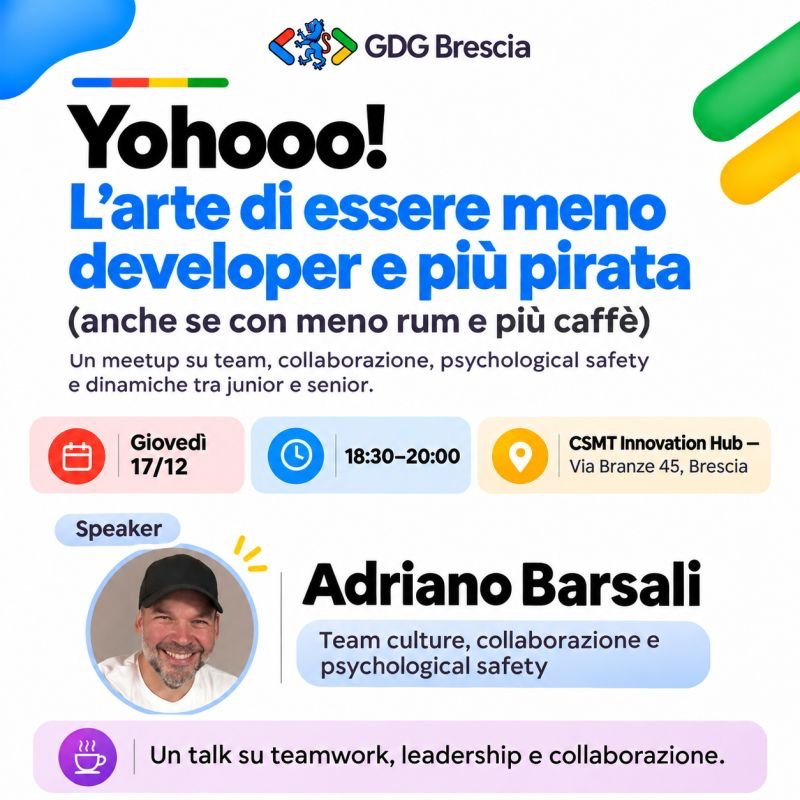 GDG Brescia
Yohooo!
L’arte di essere meno
developer e più pirata
(anche se con meno rum e più caffè)
Un meetup su team, collaborazione, psychological safety
e dinamiche tra junior e senior.
Giovedì
17/12
18:30–20:00
CSMT Innovation Hub –
Via Branze 45, Brescia
Speaker
Adriano Barsali
Team culture, collaborazione e
psychological safety
Un talk su teamwork, leadership e collaborazione.